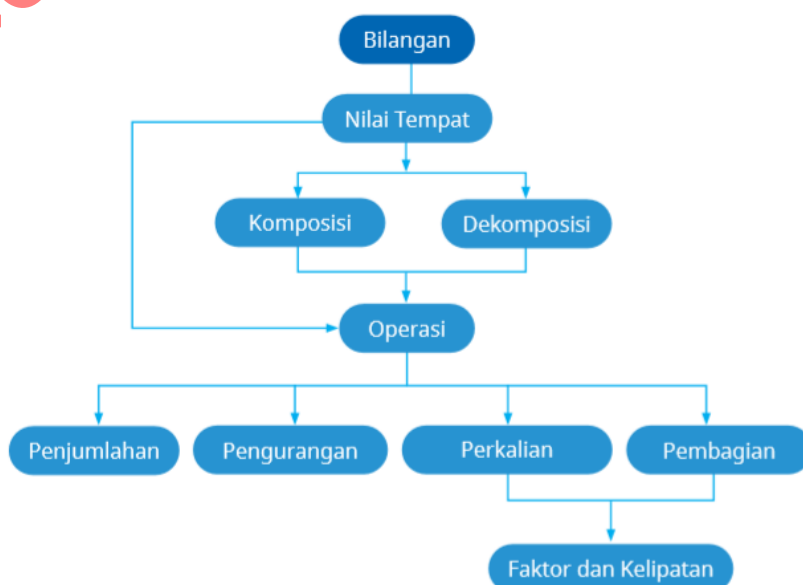 Bilangan
Nilai Tempat
Komposisi
Dekomposisi
Operasi
Penjumlahan
Pengurangan
Perkalian
Pembagian
Faktor dan Kelipatan